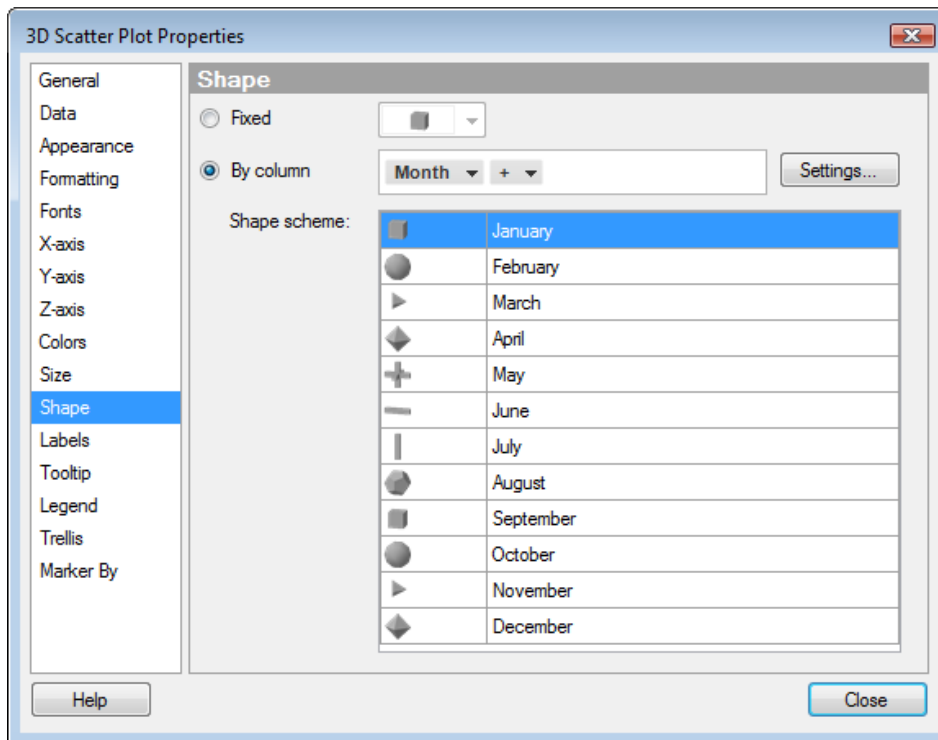 3D Scatter Plot Properties
General
Data
Appearance
Formatting
Fonts
X-axis
Y-axis
Z-axis
Colors
Size
Shape
Labels
Tooltip
Legend
Trellis
Marker By
Shape
Fixed
By column
Month
+
Settings...
Shape scheme:
January
February
March
April
May
June
July
August
September
October
November
December
Help
Close